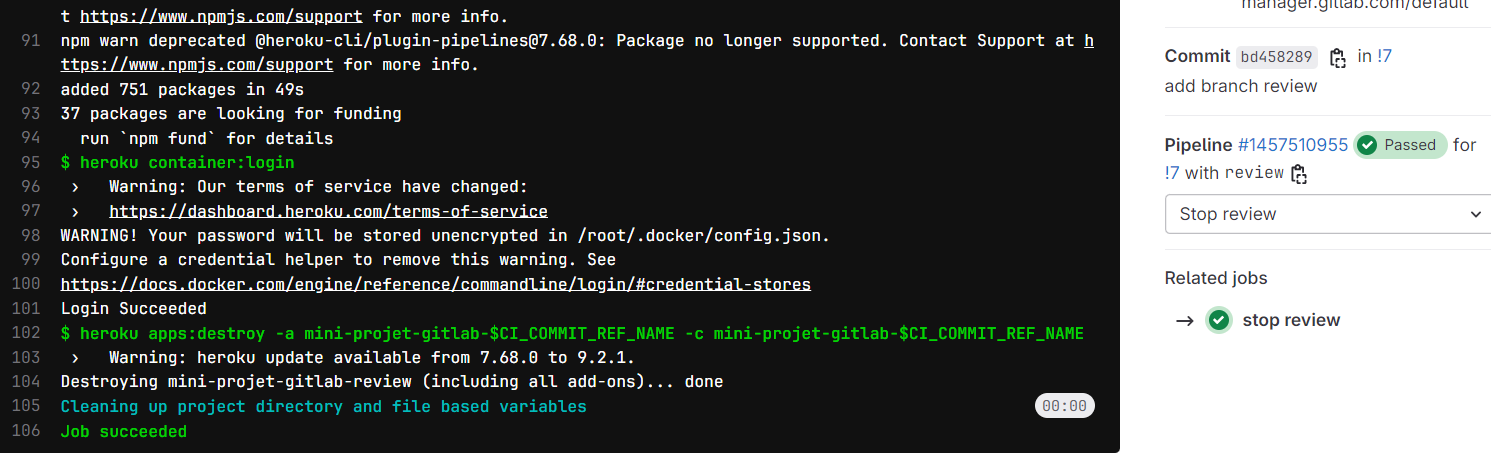 t https://www.npmjs.com/support for more info.
91 npm warn deprecated @heroku-cli/plugin-pipelines@7.68.0: Package no longer supported. Contact Support at h
ttps://www.npmjs.com/support for more info.
92 added 751 packages in 49s
93 37 packages are looking for funding
94 run `npm fund` for details
95 $ heroku container:login
96 › Warning: Our terms of service have changed:
97 › https://dashboard.heroku.com/terms-of-service
98 WARNING! Your password will be stored unencrypted in /root/.docker/config.json.
99 Configure a credential helper to remove this warning. See
100 https://docs.docker.com/engine/reference/commandline/login/#credential-stores
101 Login Succeeded
102 $ heroku apps:destroy -a mini-projet-gitlab-$CI_COMMIT_REF_NAME -c mini-projet-gitlab-$CI_COMMIT_REF_NAME
103 › Warning: heroku update available from 7.68.0 to 9.2.1.
104 Destroying mini-projet-gitlab-review (including all add-ons)... done
105 Cleaning up project directory and file based variables 00:00
106 Job succeeded
manager.gitlab.com/default
Commit bd458289 in !7
add branch review
Pipeline #1457510955 Passed for
!7 with review
Stop review
Related jobs
→ stop review